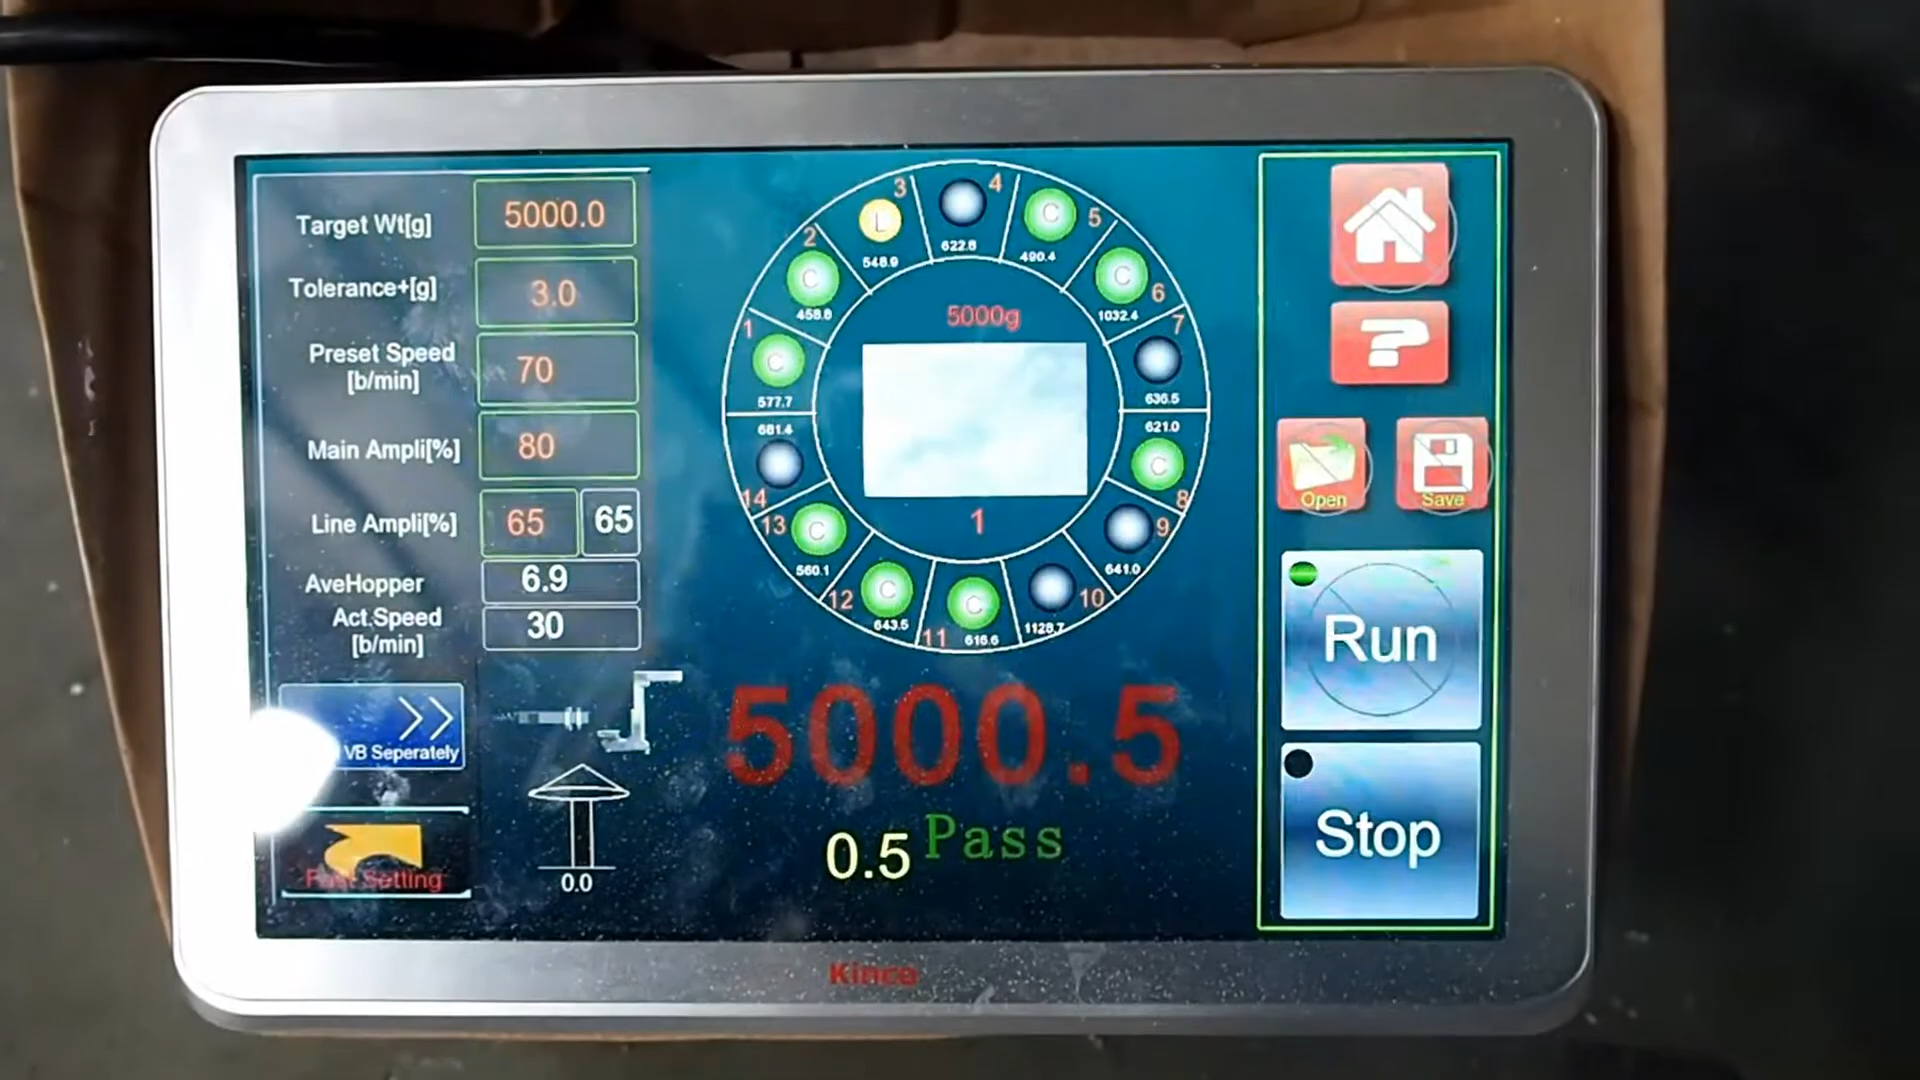 Target Wt[g] 5000.0
Tolerance+[g] 3.0
Preset Speed
[b/min] 70
Main Ampli[%] 80
Line Ampli[%] 65 65
AveHopper 6.9
Act.Speed
[b/min] 30
VB Seperately
Fast Setting
0.0
1 C 577.7
2 C 458.8
3 L 548.9
4 622.8
5 C 490.4
6 C 1032.4
7 636.5
8 C 621.0
9 641.0
10 1128.7
11 C 616.6
12 C 643.5
13 C 560.1
14 681.4
5000g
1
5000.5
0.5 Pass
?
Open Save
Run
Stop
Kinco